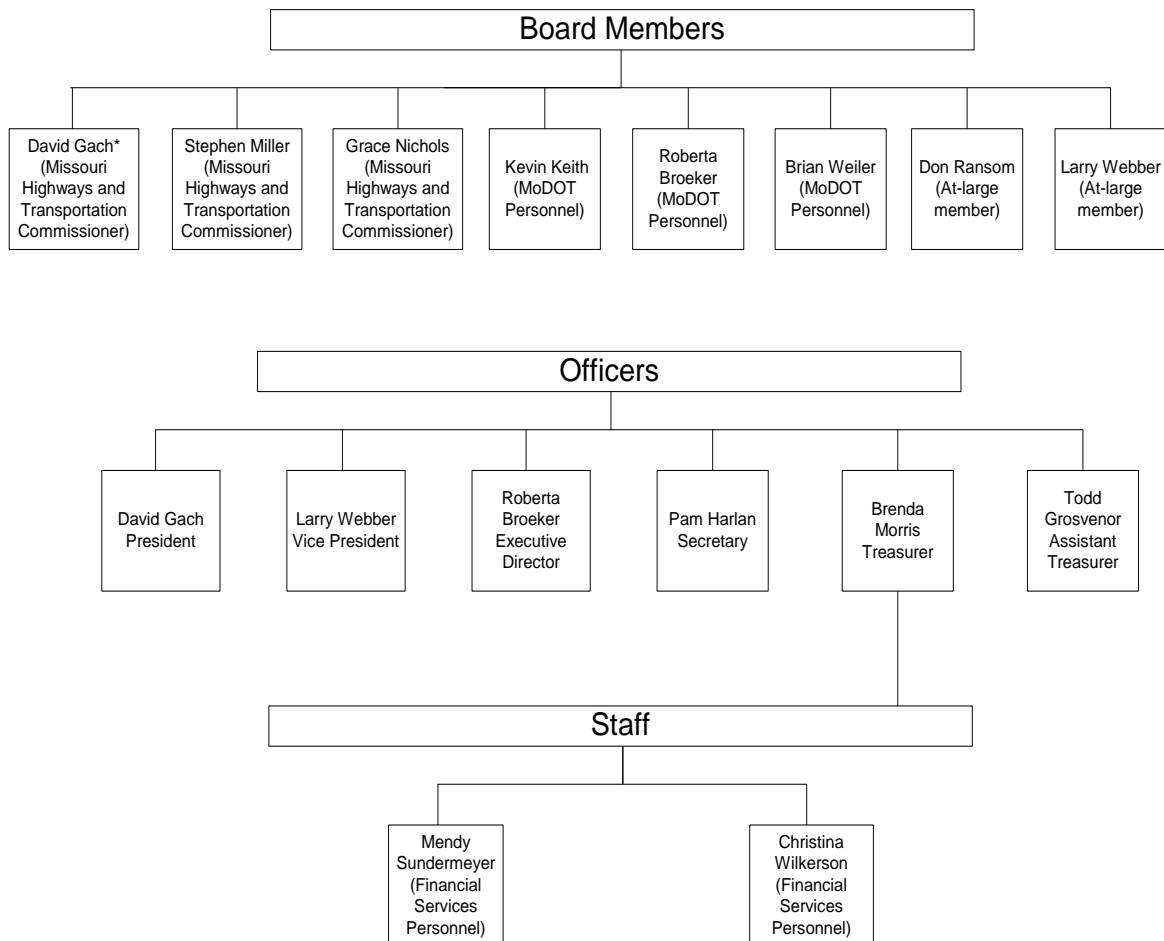 Board Members
David Gach*
(Missouri
Highways and
Transportation
Commissioner)
Stephen Miller
(Missouri
Highways and
Transportation
Commissioner)
Grace Nichols
(Missouri
Highways and
Transportation
Commissioner)
Kevin Keith
(MoDOT
Personnel)
Roberta
Broeker
(MoDOT
Personnel)
Brian Weiler
(MoDOT
Personnel)
Don Ransom
(At-large
member)
Larry Webber
(At-large
member)
Officers
David Gach
President
Larry Webber
Vice President
Roberta
Broeker
Executive
Director
Pam Harlan
Secretary
Brenda
Morris
Treasurer
Todd
Grosvenor
Assistant
Treasurer
Staff
Mendy
Sundermeyer
(Financial
Services
Personnel)
Christina
Wilkerson
(Financial
Services
Personnel)